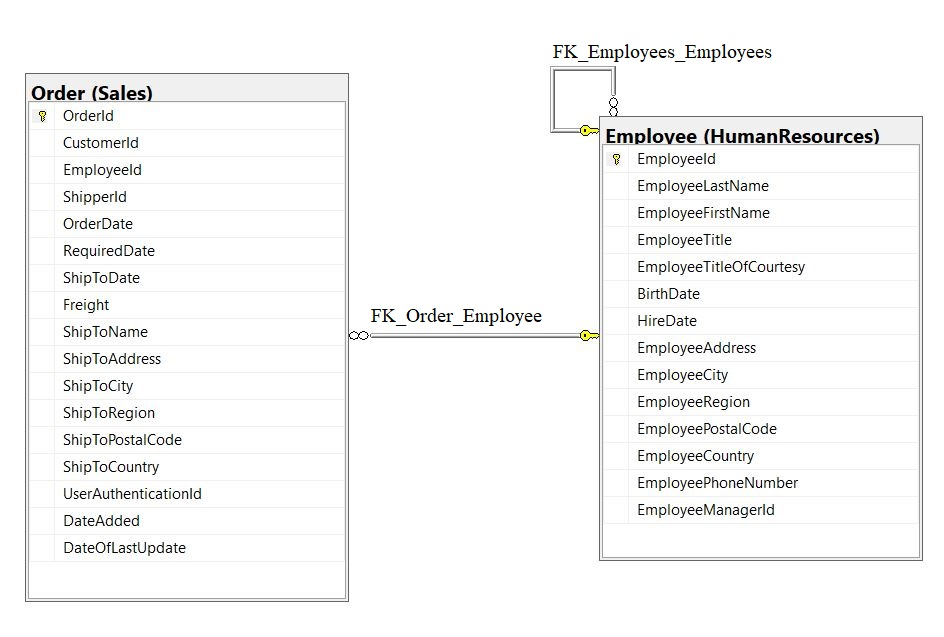 FK_Employees_Employees
Order (Sales)
OrderId
CustomerId
EmployeeId
ShipperId
OrderDate
RequiredDate
ShipToDate
Freight
ShipToName
ShipToAddress
ShipToCity
ShipToRegion
ShipToPostalCode
ShipToCountry
UserAuthenticationId
DateAdded
DateOfLastUpdate
FK_Order_Employee
Employee (HumanResources)
EmployeeId
EmployeeLastName
EmployeeFirstName
EmployeeTitle
EmployeeTitleOfCourtesy
BirthDate
HireDate
EmployeeAddress
EmployeeCity
EmployeeRegion
EmployeePostalCode
EmployeeCountry
EmployeePhoneNumber
EmployeeManagerId